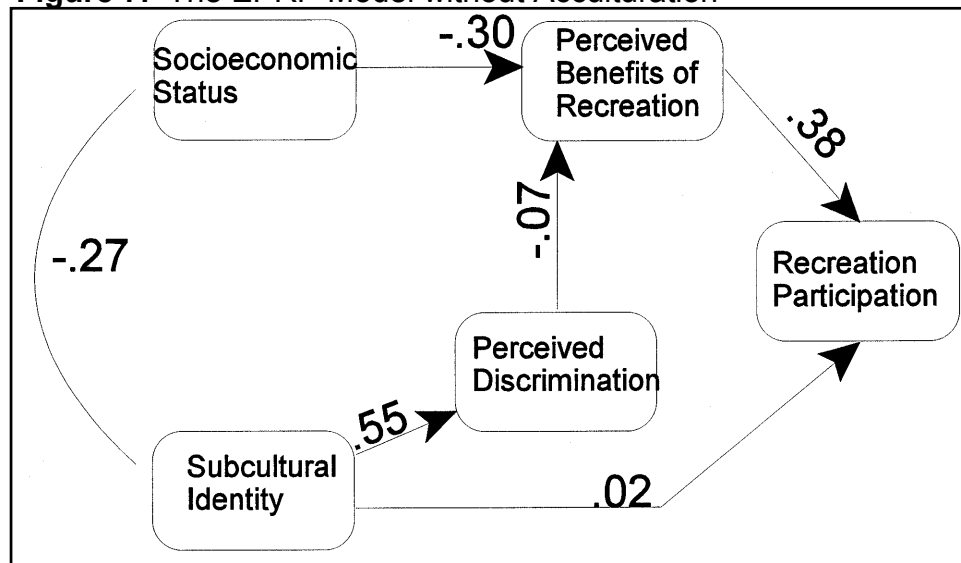 The EPRP Model without Acculturation
Socioeconomic
Status
-.30
Perceived
Benefits of
Recreation
.38
-.27
-.07
Recreation
Participation
Perceived
Discrimination
.55
Subcultural
Identity
.02